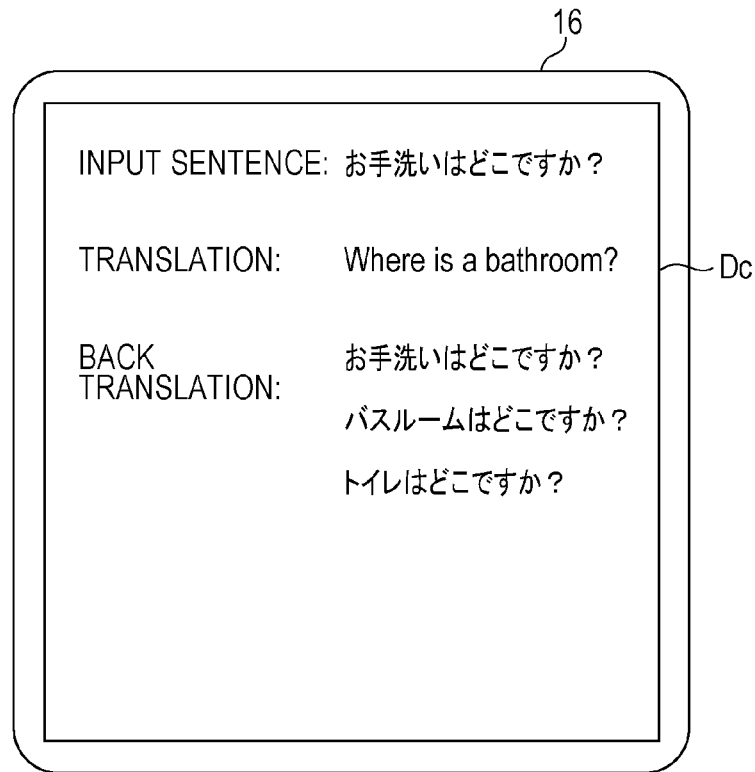 16
INPUT SENTENCE: お手洗いはどこですか？
TRANSLATION: Where is a bathroom?
Dc
BACK TRANSLATION: お手洗いはどこですか？
バスルームはどこですか？
トイレはどこですか？